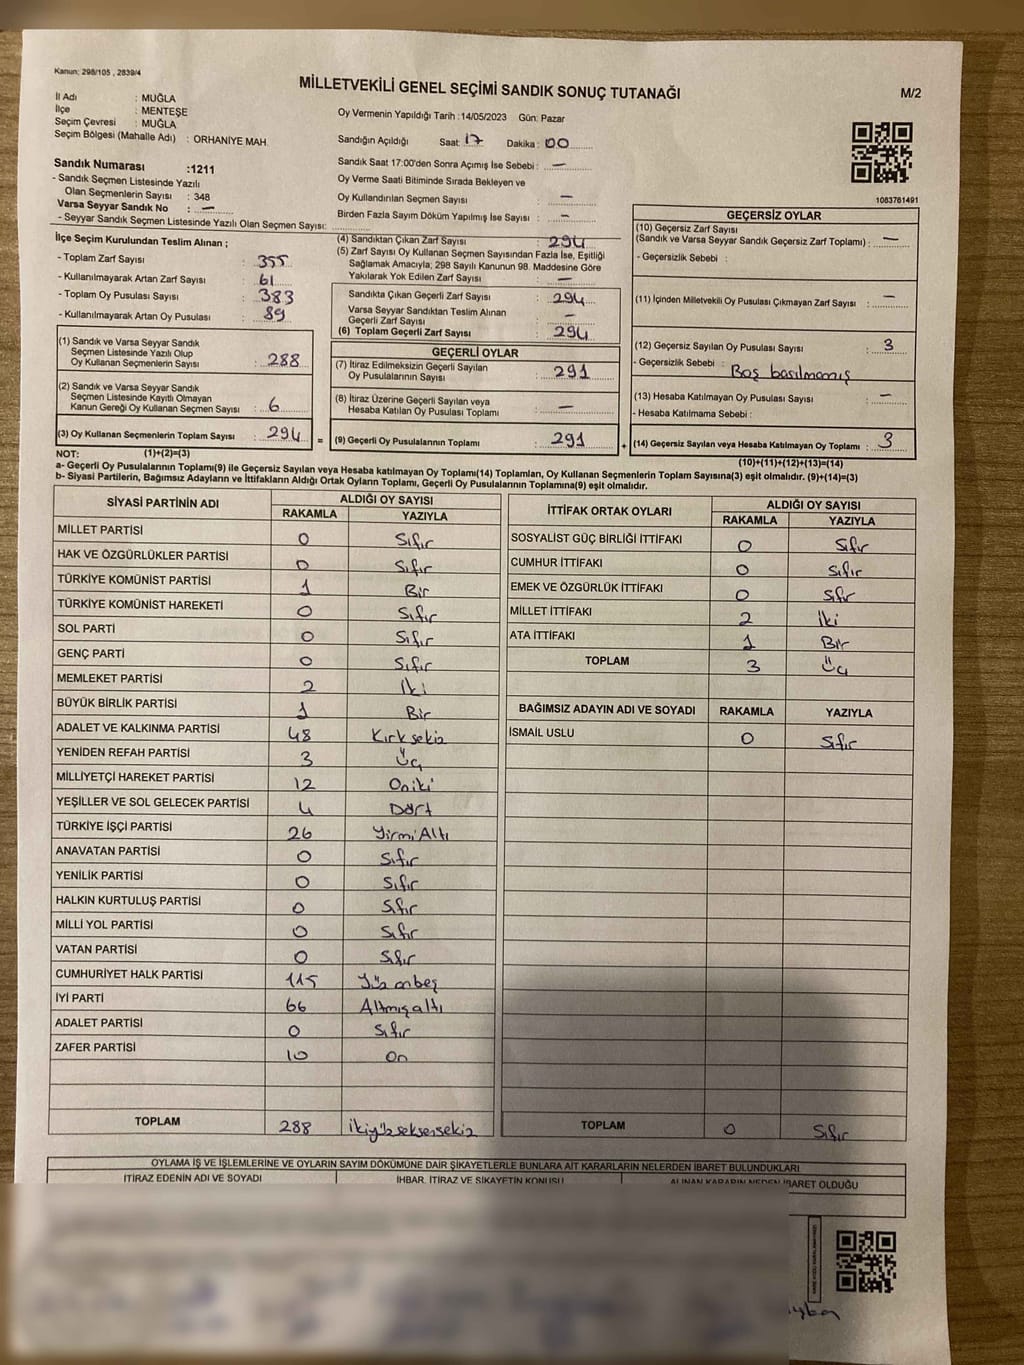 Kanun: 298/105 , 2839/4
MİLLETVEKİLİ GENEL SEÇİMİ SANDIK SONUÇ TUTANAĞI
M/2
İl Adı : MUĞLA
İlçe : MENTEŞE
Seçim Çevresi : MUĞLA
Seçim Bölgesi (Mahalle Adı) : ORHANİYE MAH.
Sandık Numarası :1211
- Sandık Seçmen Listesinde Yazılı
Olan Seçmenlerin Sayısı : 348
Varsa Seyyar Sandık No : —
- Seyyar Sandık Seçmen Listesinde Yazılı Olan Seçmen Sayısı:
Oy Vermenin Yapıldığı Tarih :14/05/2023 Gün: Pazar
Sandığın Açıldığı Saat: 17 Dakika: 00
Sandık Saat 17:00'den Sonra Açımış İse Sebebi : —
Oy Verme Saati Bitiminde Sırada Bekleyen ve
Oy Kullandırılan Seçmen Sayısı : —
Birden Fazla Sayım Döküm Yapılmış İse Sayısı : —
1083761491
İlçe Seçim Kurulundan Teslim Alınan ;
- Toplam Zarf Sayısı : 355
- Kullanılmayarak Artan Zarf Sayısı : 61
- Toplam Oy Pusulası Sayısı : 383
- Kullanılmayarak Artan Oy Pusulası : 89
(1) Sandık ve Varsa Seyyar Sandık
Seçmen Listesinde Yazılı Olup
Oy Kullanan Seçmenlerin Sayısı : 288
(2) Sandık ve Varsa Seyyar Sandık
Seçmen Listesinde Kayıtlı Olmayan
Kanun Gereği Oy Kullanan Seçmen Sayısı : 6
(3) Oy Kullanan Seçmenlerin Toplam Sayısı : 294 =
(1)+(2)=(3)
(4) Sandıktan Çıkan Zarf Sayısı : 294
(5) Zarf Sayısı Oy Kullanan Seçmen Sayısından Fazla İse, Eşitliği
Sağlamak Amacıyla; 298 Sayılı Kanunun 98. Maddesine Göre
Yakılarak Yok Edilen Zarf Sayısı : —
Sandıkta Çıkan Geçerli Zarf Sayısı : 294
Varsa Seyyar Sandıktan Teslim Alınan
Geçerli Zarf Sayısı : —
(6) Toplam Geçerli Zarf Sayısı : 294
GEÇERLİ OYLAR
(7) İtiraz Edilmeksizin Geçerli Sayılan
Oy Pusulalarının Sayısı : 291
(8) İtiraz Üzerine Geçerli Sayılan veya
Hesaba Katılan Oy Pusulası Toplamı : —
(9) Geçerli Oy Pusulalarının Toplamı : 291 +
GEÇERSİZ OYLAR
(10) Geçersiz Zarf Sayısı
(Sandık ve Varsa Seyyar Sandık Geçersiz Zarf Toplamı) : —
- Geçersizlik Sebebi :
(11) İçinden Milletvekili Oy Pusulası Çıkmayan Zarf Sayısı : —
(12) Geçersiz Sayılan Oy Pusulası Sayısı : 3
- Geçersizlik Sebebi : Boş basılmamış
(13) Hesaba Katılmayan Oy Pusulası Sayısı : —
- Hesaba Katılmama Sebebi :
(14) Geçersiz Sayılan veya Hesaba Katılmayan Oy Toplamı : 3
(10)+(11)+(12)+(13)=(14)
NOT:
a- Geçerli Oy Pusulalarının Toplamı(9) ile Geçersiz Sayılan veya Hesaba katılmayan Oy Toplamı(14) Toplamları, Oy Kullanan Seçmenlerin Toplam Sayısına(3) eşit olmalıdır. (9)+(14)=(3)
b- Siyasi Partilerin, Bağımsız Adayların ve İttifakların Aldığı Ortak Oyların Toplamı, Geçerli Oy Pusulalarının Toplamına(9) eşit olmalıdır.
SİYASİ PARTİNİN ADI ALDIĞI OY SAYISI
RAKAMLA YAZIYLA
MİLLET PARTİSİ 0 Sıfır
HAK VE ÖZGÜRLÜKLER PARTİSİ 0 Sıfır
TÜRKİYE KOMÜNİST PARTİSİ 1 Bir
TÜRKİYE KOMÜNİST HAREKETİ 0 Sıfır
SOL PARTİ 0 Sıfır
GENÇ PARTİ 0 Sıfır
MEMLEKET PARTİSİ 2 İki
BÜYÜK BİRLİK PARTİSİ 1 Bir
ADALET VE KALKINMA PARTİSİ 48 Kırksekiz
YENİDEN REFAH PARTİSİ 3 Üç
MİLLİYETÇİ HAREKET PARTİSİ 12 Oniki
YEŞİLLER VE SOL GELECEK PARTİSİ 4 Dört
TÜRKİYE İŞÇİ PARTİSİ 26 YirmiAltı
ANAVATAN PARTİSİ 0 Sıfır
YENİLİK PARTİSİ 0 Sıfır
HALKIN KURTULUŞ PARTİSİ 0 Sıfır
MİLLİ YOL PARTİSİ 0 Sıfır
VATAN PARTİSİ 0 Sıfır
CUMHURİYET HALK PARTİSİ 115 Yüz onbeş
İYİ PARTİ 66 Altmışaltı
ADALET PARTİSİ 0 Sıfır
ZAFER PARTİSİ 10 On
TOPLAM 288 İkiyüzseksensekiz
İTTİFAK ORTAK OYLARI ALDIĞI OY SAYISI
RAKAMLA YAZIYLA
SOSYALİST GÜÇ BİRLİĞİ İTTİFAKI 0 Sıfır
CUMHUR İTTİFAKI 0 Sıfır
EMEK VE ÖZGÜRLÜK İTTİFAKI 0 Sıfır
MİLLET İTTİFAKI 2 İki
ATA İTTİFAKI 1 Bir
TOPLAM 3 Üç
BAĞIMSIZ ADAYIN ADI VE SOYADI RAKAMLA YAZIYLA
İSMAİL USLU 0 Sıfır
TOPLAM 0 Sıfır
OYLAMA İŞ VE İŞLEMLERİNE VE OYLARIN SAYIM DÖKÜMÜNE DAİR ŞİKAYETLERLE BUNLARA AİT KARARLARIN NELERDEN İBARET BULUNDUKLARI
İTİRAZ EDENİN ADI VE SOYADI İHBAR, İTİRAZ VE ŞİKAYETİN KONUSU ALINAN KARARIN NEDEN İBARET OLDUĞU